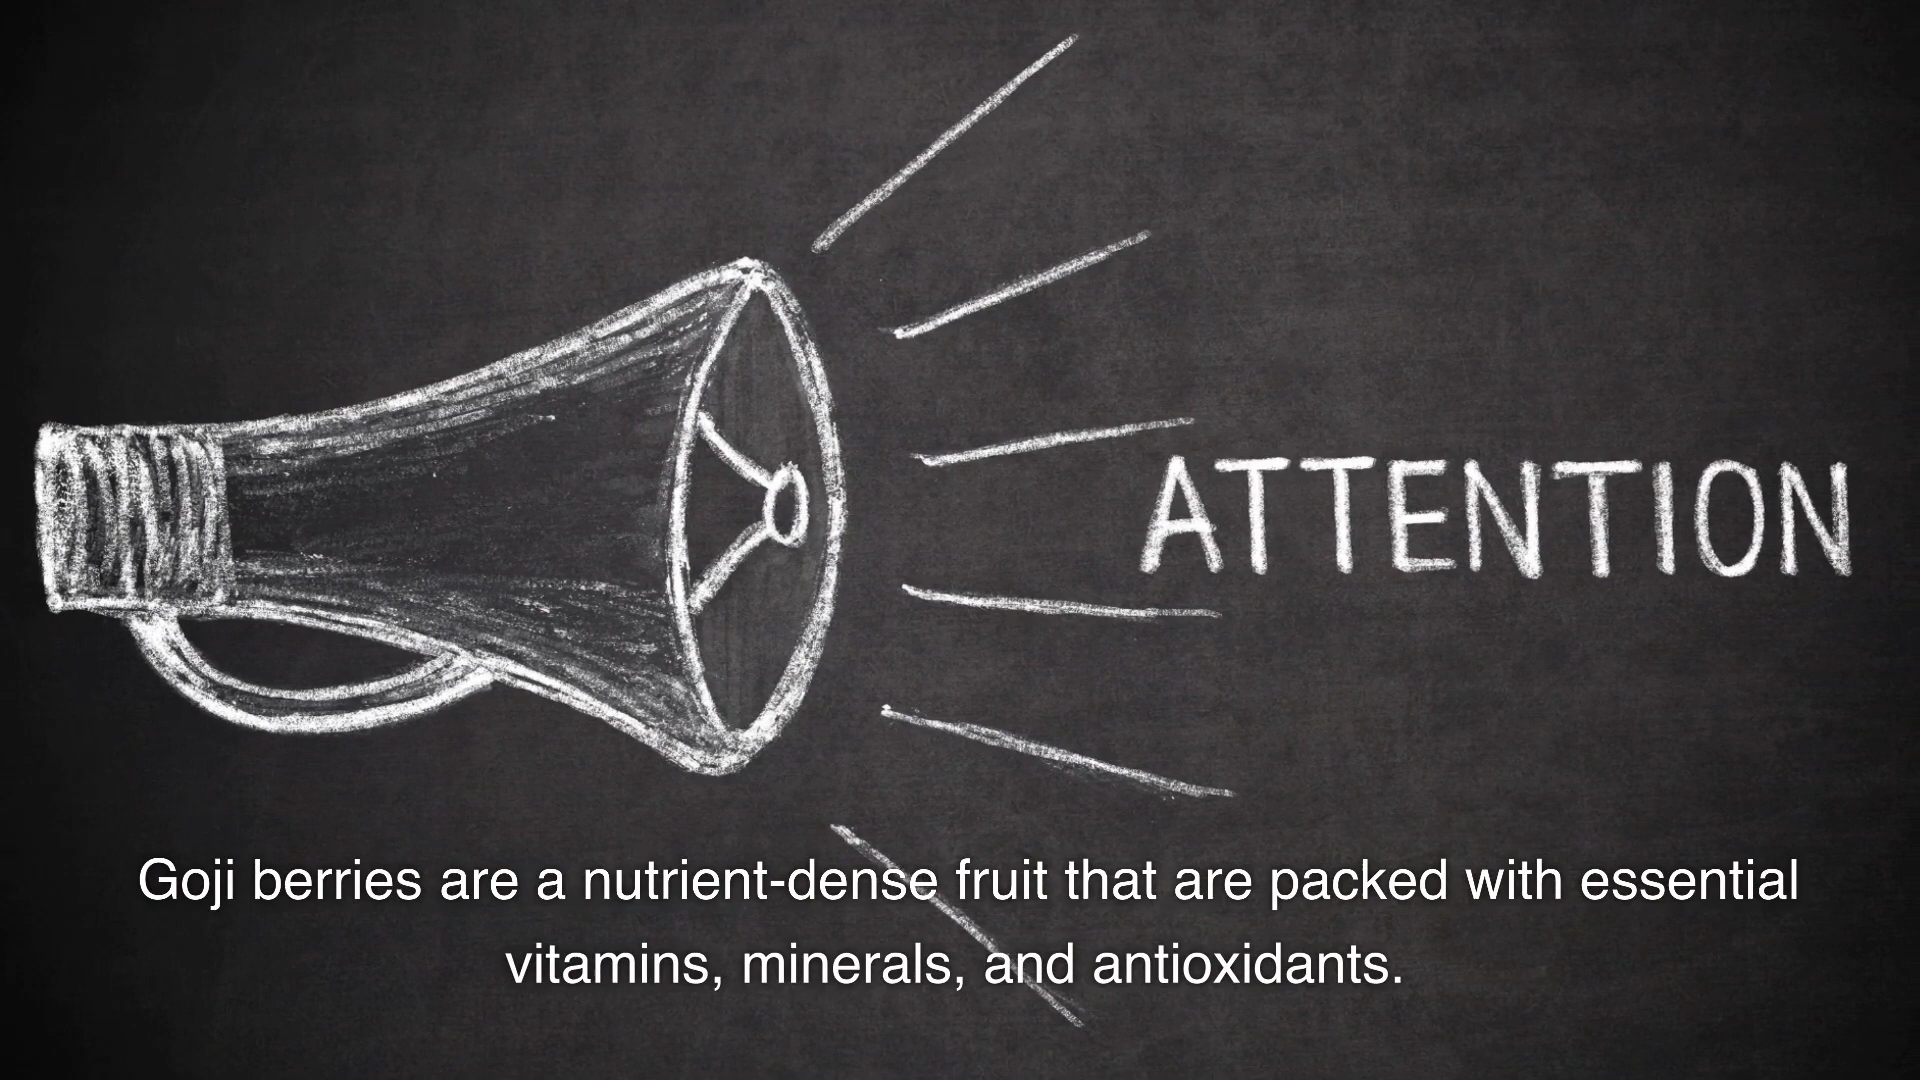 ATTENTION
Goji berries are a nutrient-dense fruit that are packed with essential
vitamins, minerals, and antioxidants.